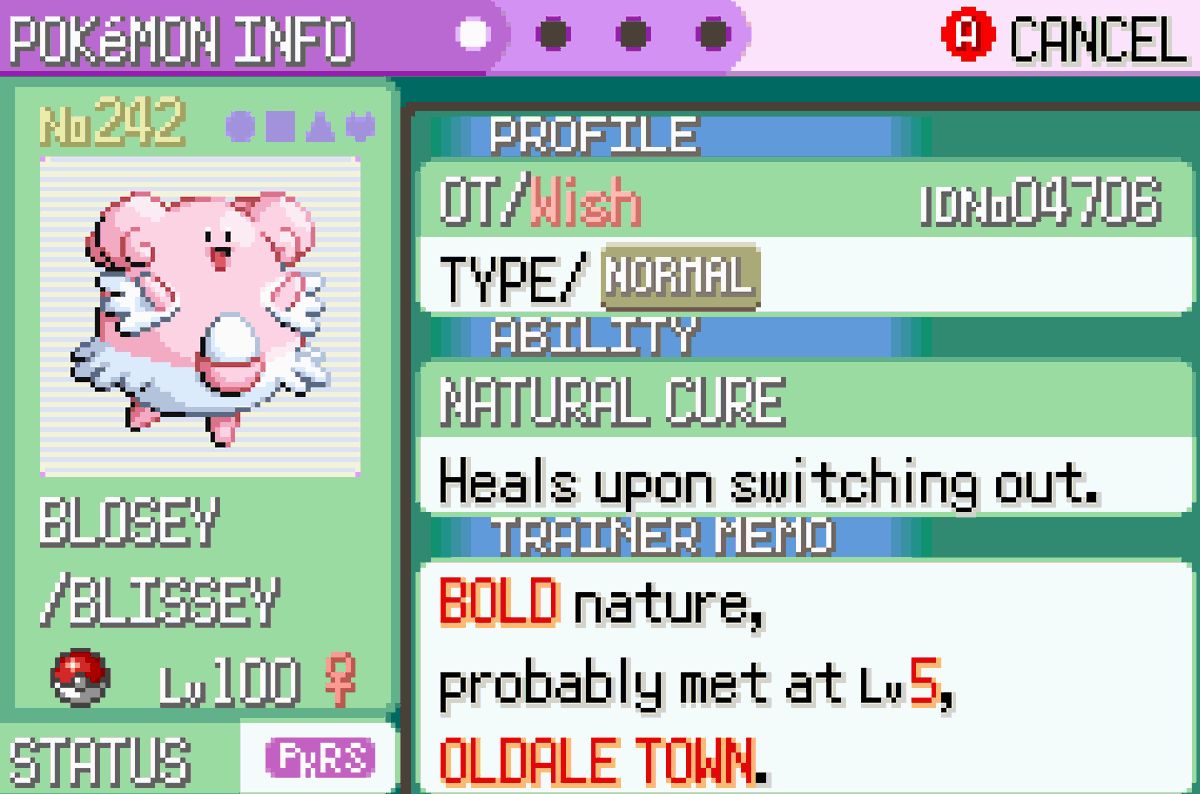 POKéMON INFO
A CANCEL
No242
PROFILE
OT/Wish IDNo04706
TYPE/ NORMAL
ABILITY
NATURAL CURE
Heals upon switching out.
TRAINER MEMO
BOLD nature,
probably met at Lv5,
OLDALE TOWN.
BLOSEY
/BLISSEY
Lv100 ♀
STATUS PKRS